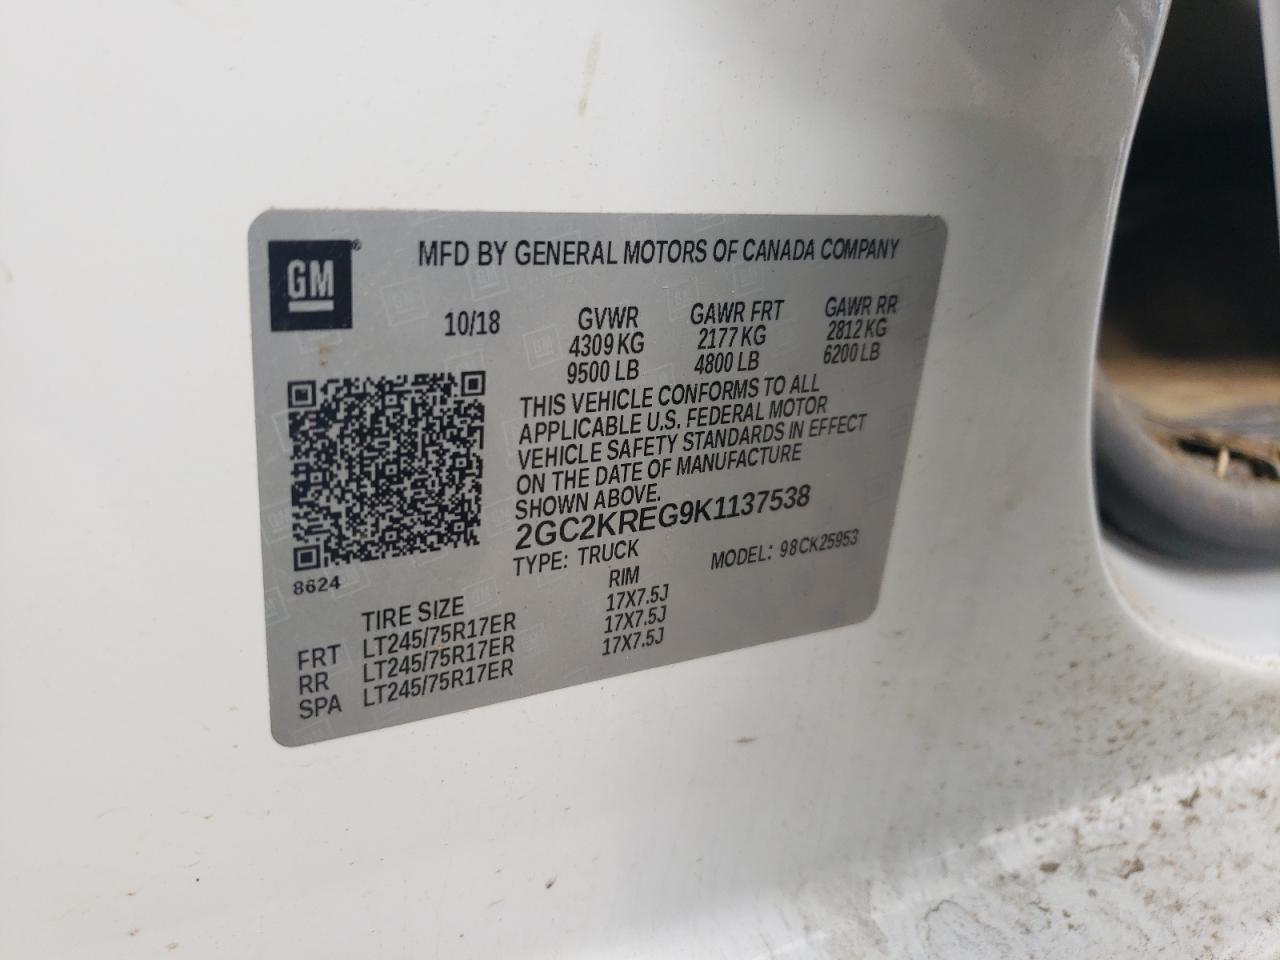 GM®
MFD BY GENERAL MOTORS OF CANADA COMPANY
10/18
GVWR GAWR FRT GAWR RR
4309 KG 2177 KG 2812 KG
9500 LB 4800 LB 6200 LB
THIS VEHICLE CONFORMS TO ALL
APPLICABLE U.S. FEDERAL MOTOR
VEHICLE SAFETY STANDARDS IN EFFECT
ON THE DATE OF MANUFACTURE
SHOWN ABOVE.
2GC2KREG9K1137538
TYPE: TRUCK MODEL: 98CK25953
8624
TIRE SIZE RIM
FRT LT245/75R17ER 17X7.5J
RR LT245/75R17ER 17X7.5J
SPA LT245/75R17ER 17X7.5J